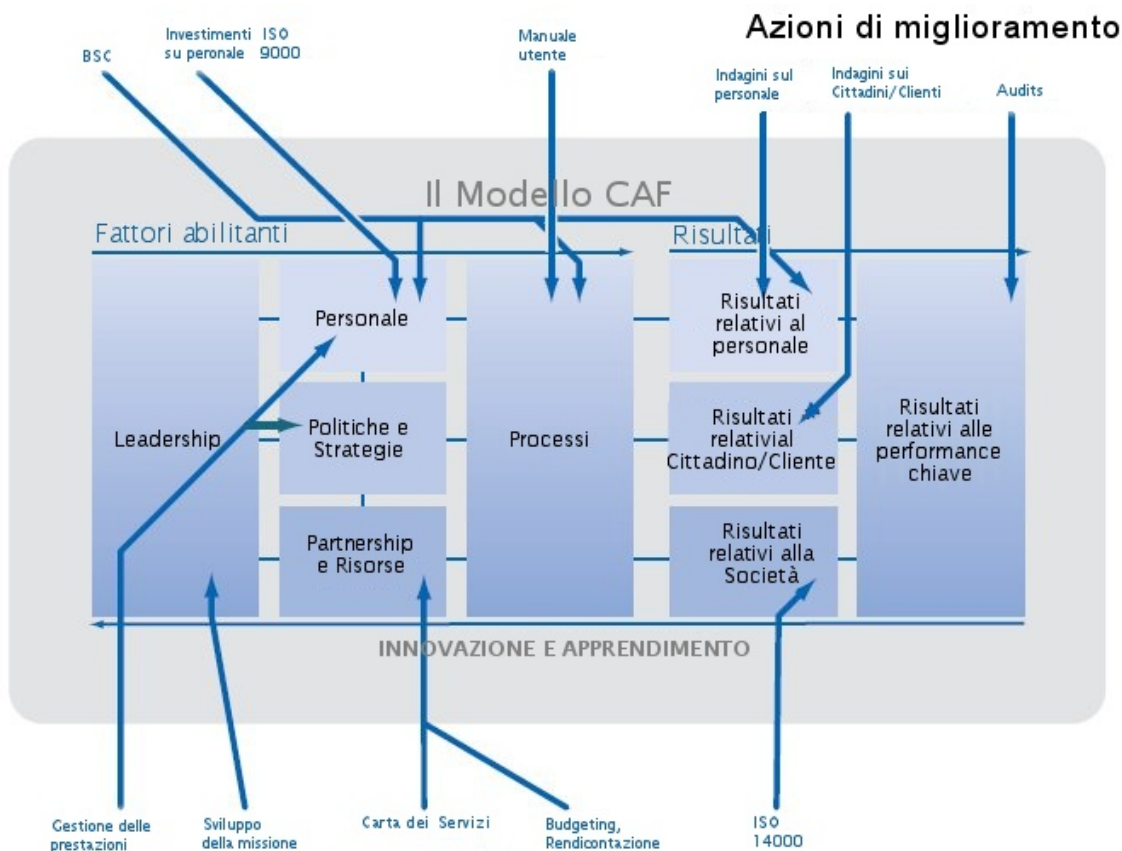 Azioni di miglioramento
BSC
Investimenti ISO
su peronale 9000
Manuale
utente
Indagini sul
personale
Indagini sui
Cittadini/Clienti
Audits
Il Modello CAF
Fattori abilitanti
Risultati
Leadership
Personale
Politiche e
Strategie
Partnership
e Risorse
Processi
Risultati
relativi al
personale
Risultati
relativial
Cittadino/Cliente
Risultati
relativi alla
Società
Risultati
relativi alle
performance
chiave
INNOVAZIONE E APPRENDIMENTO
Gestione delle
prestazioni
Sviluppo
della missione
Carta dei Servizi
Budgeting,
Rendicontazione
ISO
14000